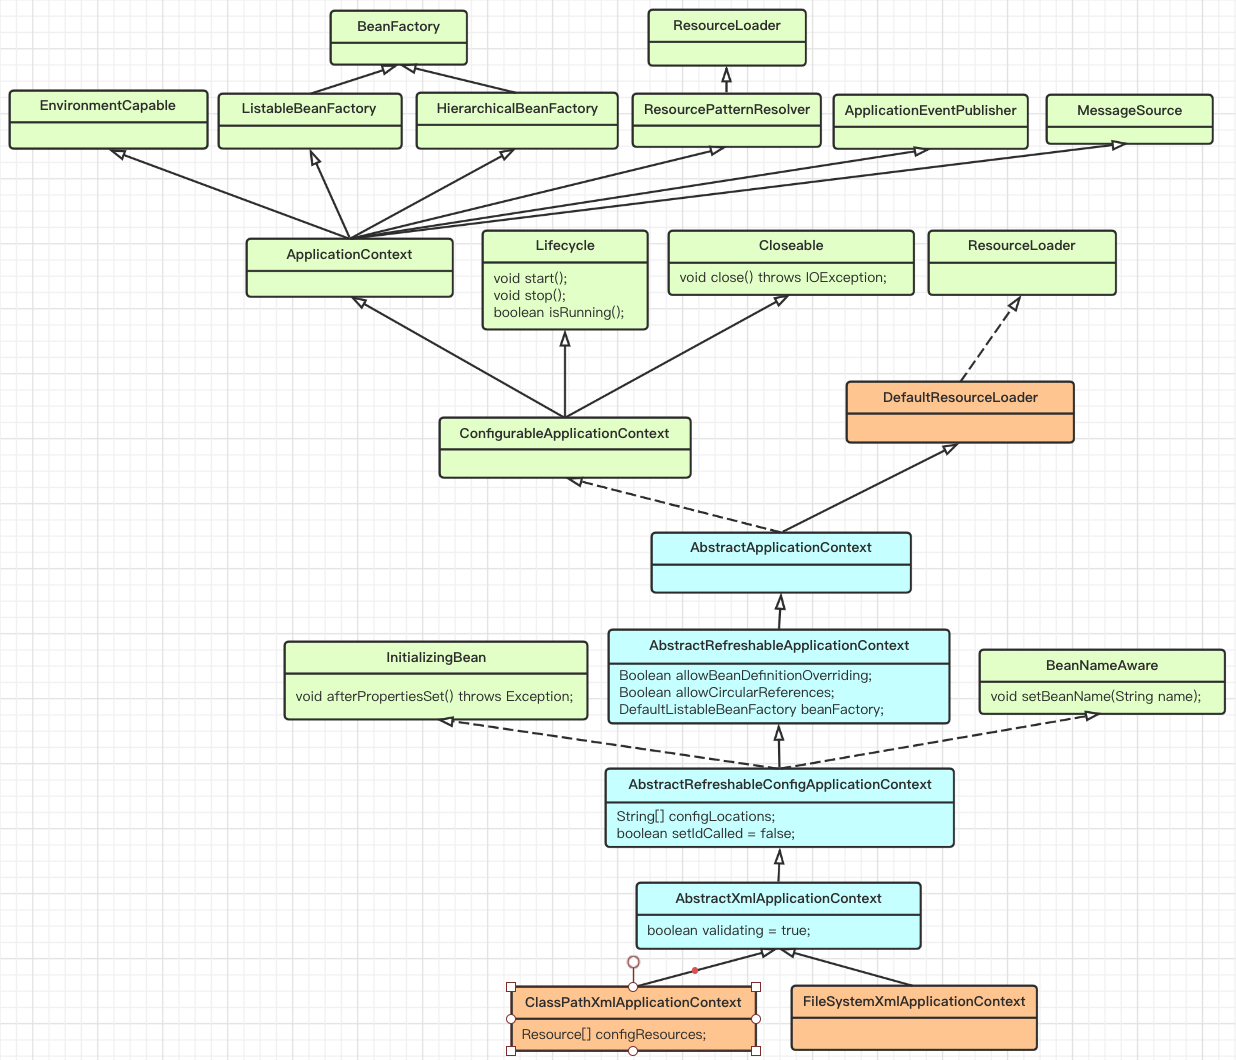 BeanFactory
ResourceLoader
EnvironmentCapable
ListableBeanFactory
HierarchicalBeanFactory
ResourcePatternResolver
ApplicationEventPublisher
MessageSource
ApplicationContext
Lifecycle
void start();
void stop();
boolean isRunning();
Closeable
void close() throws IOException;
ResourceLoader
DefaultResourceLoader
ConfigurableApplicationContext
AbstractApplicationContext
InitializingBean
void afterPropertiesSet() throws Exception;
AbstractRefreshableApplicationContext
Boolean allowBeanDefinitionOverriding;
Boolean allowCircularReferences;
DefaultListableBeanFactory beanFactory;
BeanNameAware
void setBeanName(String name);
AbstractRefreshableConfigApplicationContext
String[] configLocations;
boolean setIdCalled = false;
AbstractXmlApplicationContext
boolean validating = true;
ClassPathXmlApplicationContext
Resource[] configResources;
FileSystemXmlApplicationContext